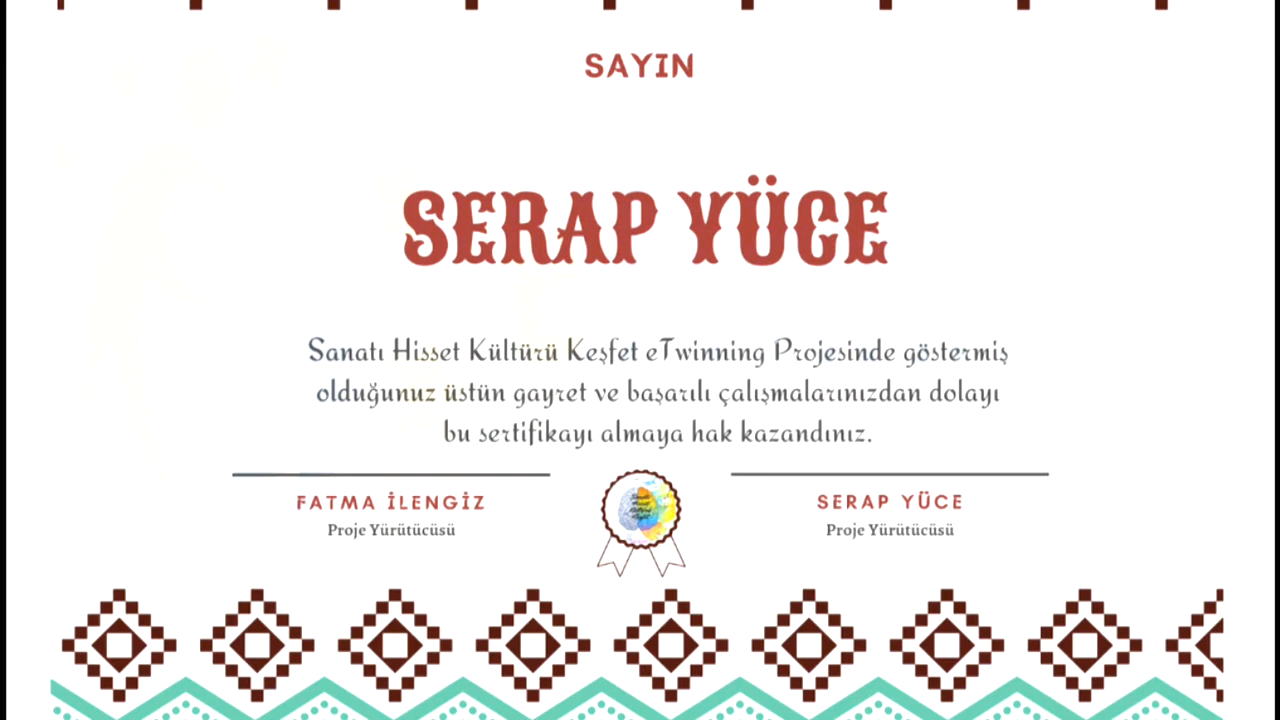 SAYIN
SERAP YÜCE
Sanatı Hisset Kültürü Keşfet eTwinning Projesinde göstermiş
olduğunuz üstün gayret ve başarılı çalışmalarınızdan dolayı
bu sertifikayı almaya hak kazandınız.
FATMA İLENGİZ
Proje Yürütücüsü
SERAP YÜCE
Proje Yürütücüsü